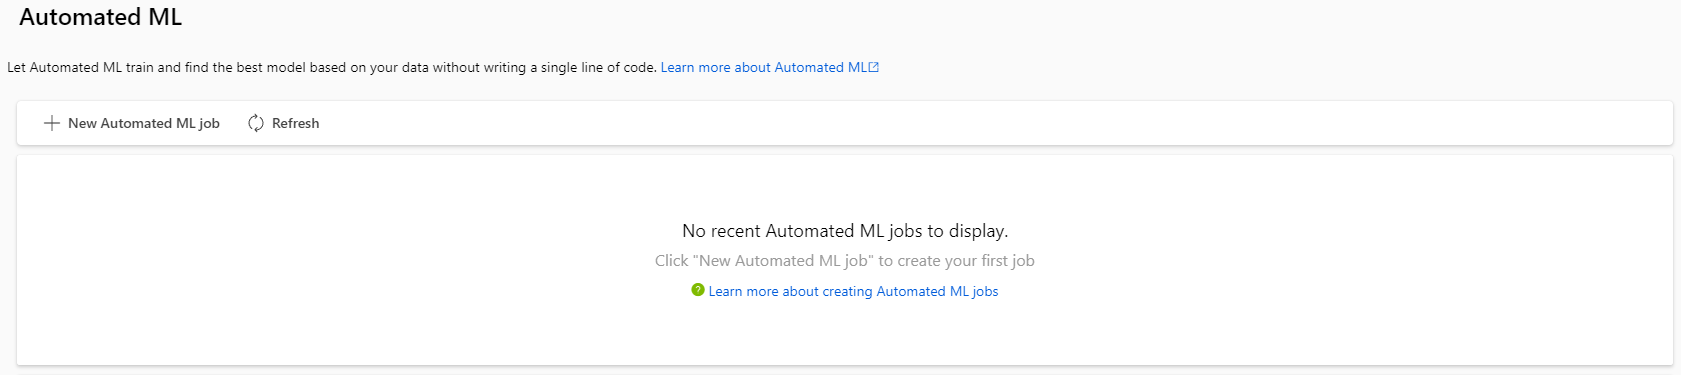 Automated ML
Let Automated ML train and find the best model based on your data without writing a single line of code. Learn more about Automated ML
New Automated ML job Refresh
No recent Automated ML jobs to display.
Click "New Automated ML job" to create your first job
Learn more about creating Automated ML jobs